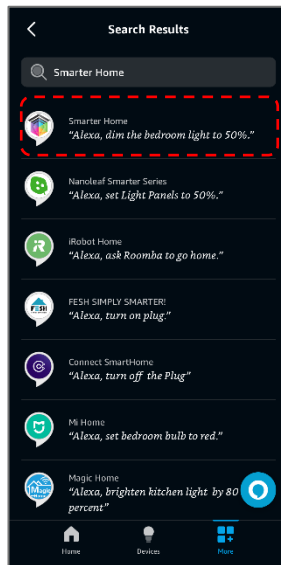 Search Results
Smarter Home
Smarter Home
“Alexa, dim the bedroom light to 50%.”
Nanoleaf Smarter Series
“Alexa, set Light Panels to 50%.”
iRobot Home
“Alexa, ask Roomba to go home.”
FESH
FESH SIMPLY SMARTER!
“Alexa, turn on plug.”
Connect SmartHome
“Alexa, turn off the Plug”
Mi Home
“Alexa, set bedroom bulb to red.”
Magic
Magic Home
“Alexa, brighten kitchen light by 80
percent”
Home
Devices
More